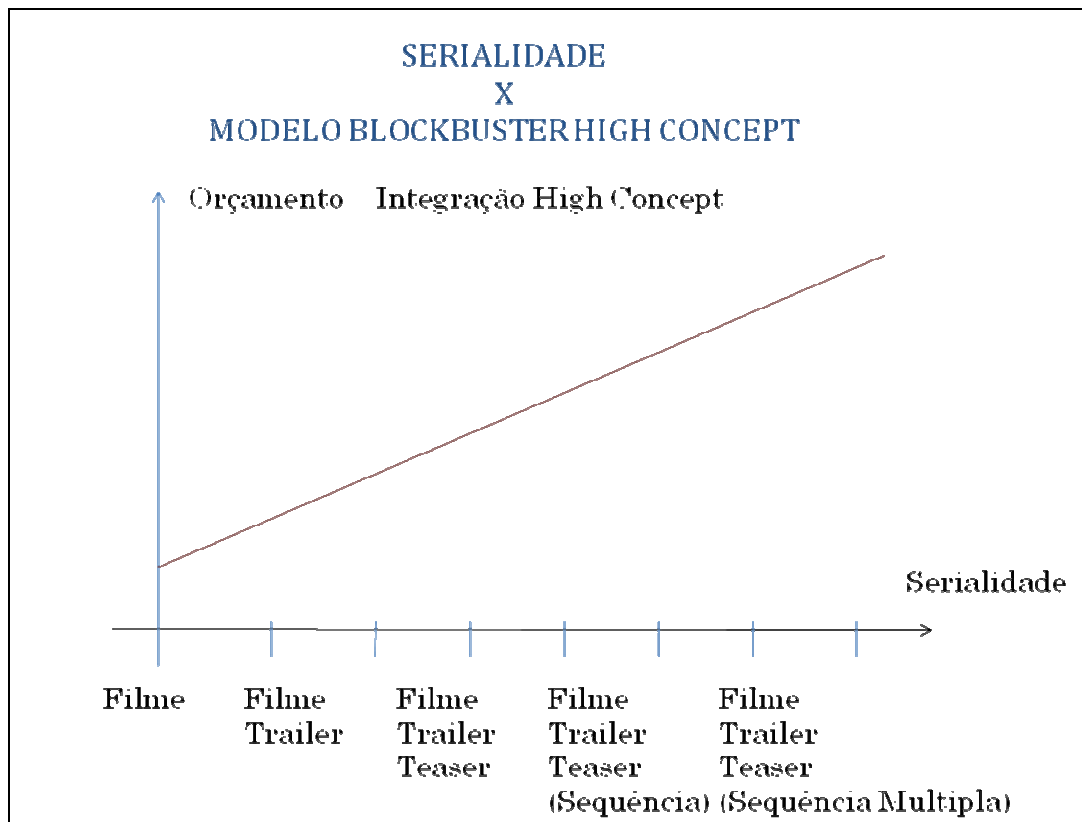 SERIALIDADE
X
MODELO BLOCKBUSTER HIGH CONCEPT
Orçamento Integração High Concept
Serialidade
Filme
Filme
Trailer
Filme
Trailer
Teaser
Filme
Trailer
Teaser
(Sequência)
Filme
Trailer
Teaser
(Sequência Multipla)